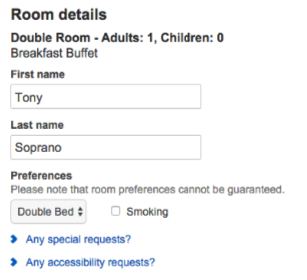 Room details
Double Room - Adults: 1, Children: 0
Breakfast Buffet
First name
Tony
Last name
Soprano
Preferences
Please note that room preferences cannot be guaranteed.
Double Bed Smoking
Any special requests?
Any accessibility requests?